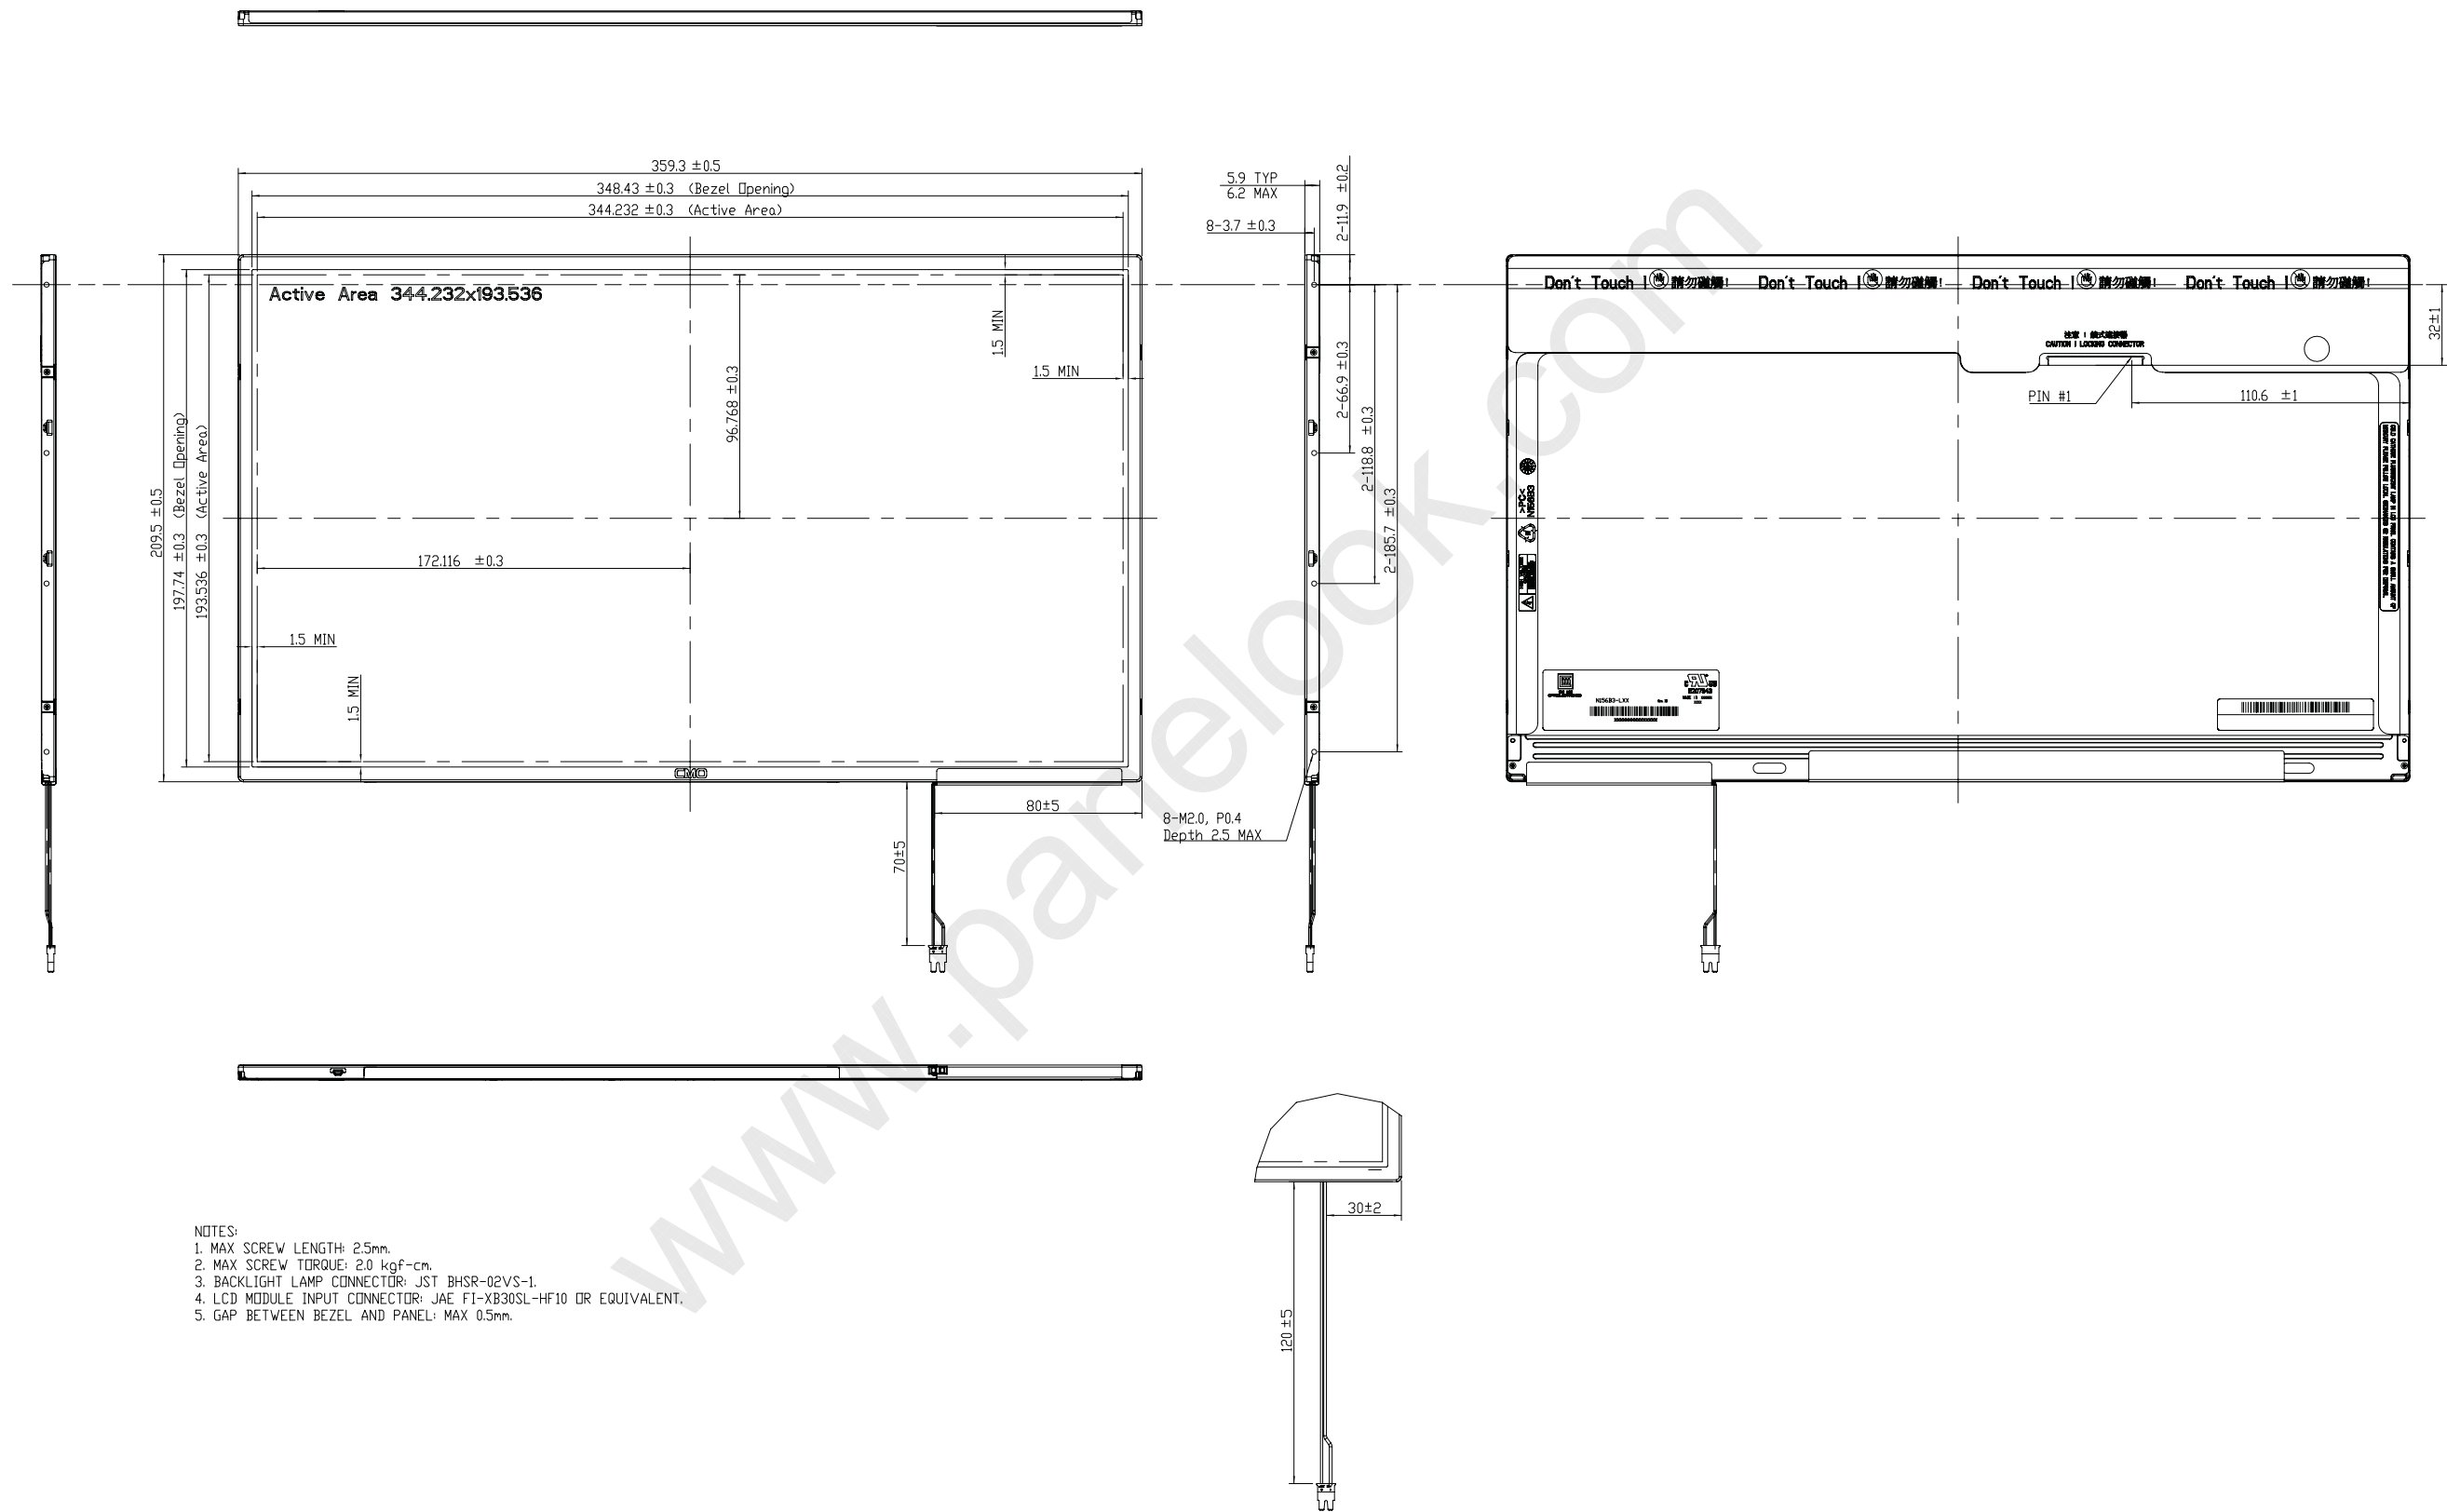 359.3 ±0.5
348.43 ±0.3 (Bezel Opening)
344.232 ±0.3 (Active Area)
Active Area 344.232x193.536
209.5 ±0.5
197.74 ±0.3 (Bezel Opening)
193.536 ±0.3 (Active Area)
96.768 ±0.3
172.116 ±0.3
1.5 MIN
1.5 MIN
1.5 MIN
1.5 MIN
CMO
80±5
70±5
5.9 TYP
6.2 MAX
8-3.7 ±0.3
2-11.9 ±0.2
2-66.9 ±0.3
2-118.8 ±0.3
2-185.7 ±0.3
8-M2.0, P0.4
Depth 2.5 MAX
Don't Touch ! 請勿碰觸! Don't Touch ! 請勿碰觸! Don't Touch ! 請勿碰觸! Don't Touch ! 請勿碰觸!
CAUTION ! LOCKING CONNECTOR
PIN #1
110.6 ±1
32±1
>PC<
N156B3
N156B3-LXX
E207943
30±2
120±5
NOTES:
1. MAX SCREW LENGTH: 2.5mm.
2. MAX SCREW TORQUE: 2.0 kgf-cm.
3. BACKLIGHT LAMP CONNECTOR: JST BHSR-02VS-1.
4. LCD MODULE INPUT CONNECTOR: JAE FI-XB30SL-HF10 OR EQUIVALENT.
5. GAP BETWEEN BEZEL AND PANEL: MAX 0.5mm.
www.panelook.com